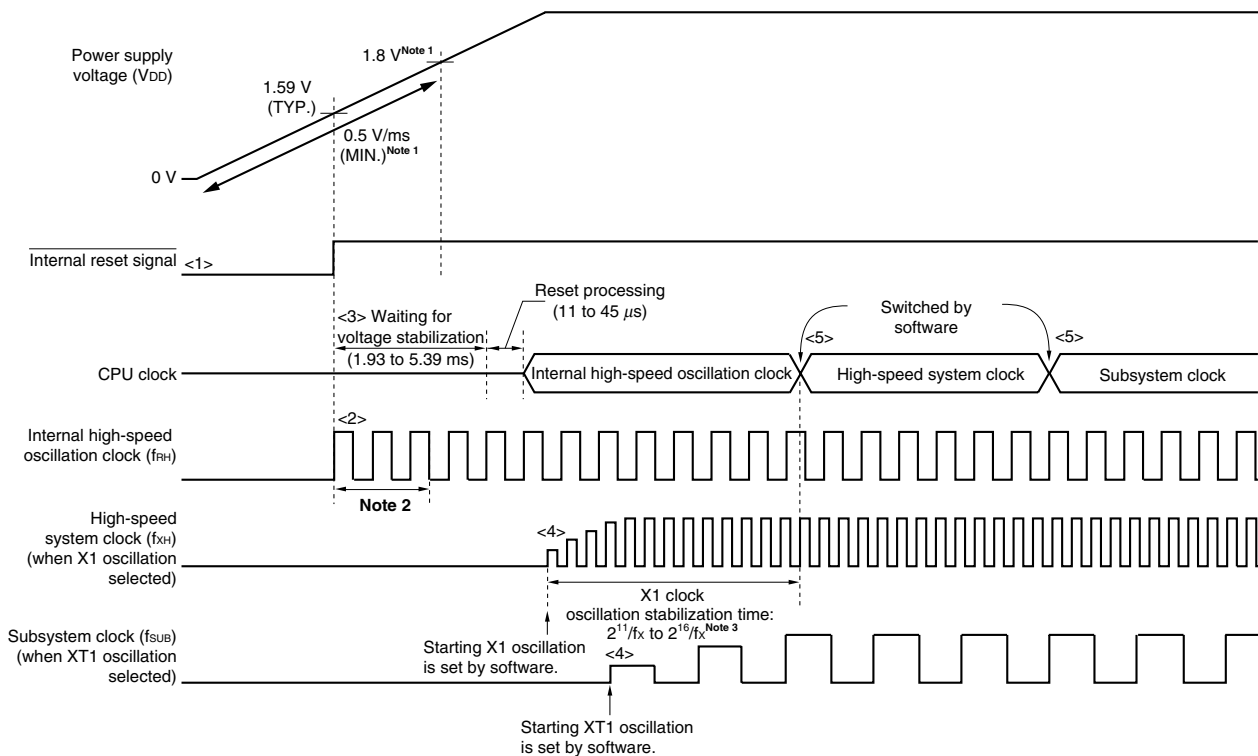 Power supply
voltage (VDD)
1.8 V Note 1
1.59 V
(TYP.)
0.5 V/ms
(MIN.) Note 1
0 V
Internal reset signal
<1>
Reset processing
(11 to 45 μs)
<3> Waiting for
voltage stabilization
(1.93 to 5.39 ms)
Switched by
software
<5>
<5>
CPU clock
Internal high-speed oscillation clock
High-speed system clock
Subsystem clock
<2>
Internal high-speed
oscillation clock (fRH)
Note 2
High-speed
system clock (fXH)
(when X1 oscillation
selected)
<4>
X1 clock
oscillation stabilization time:
2^11/fX to 2^16/fX Note 3
Starting X1 oscillation
is set by software.
Subsystem clock (fSUB)
(when XT1 oscillation
selected)
<4>
Starting XT1 oscillation
is set by software.